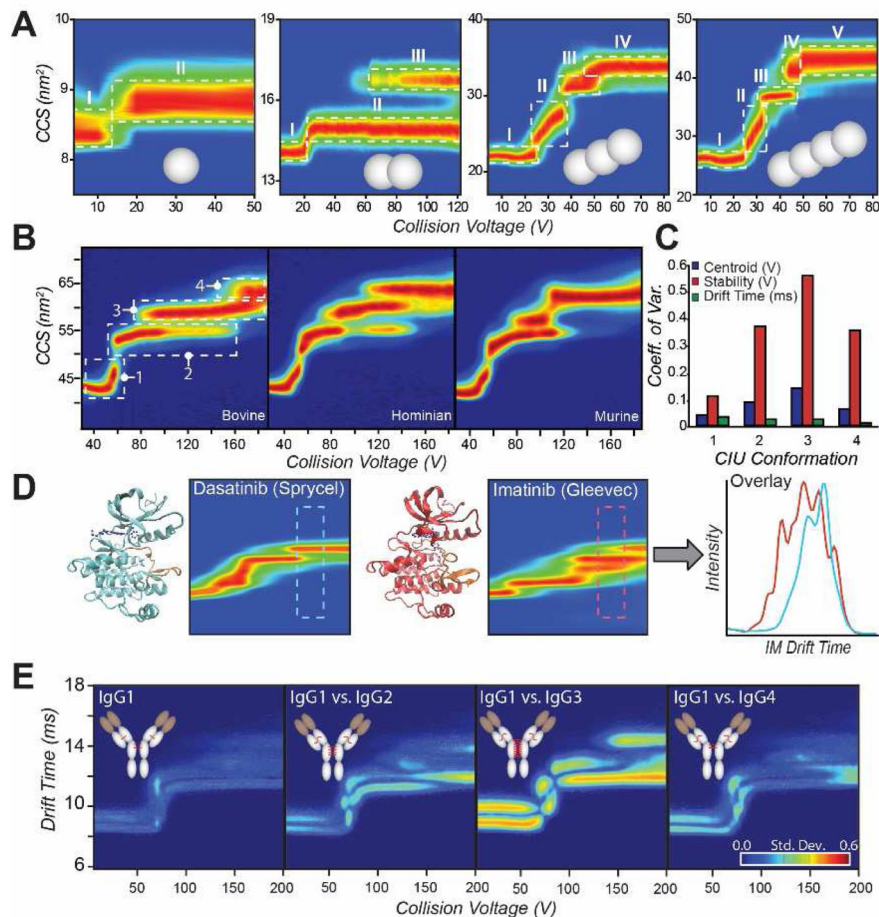 A
CCS (nm²)
10
9
8
I
II
10 20 30 40 50
19
16
13
I
II
III
20 40 60 80 100 120
40
30
20
I
II
III
IV
10 20 30 40 50 60 70 80
50
40
30
20
I
II
III
IV
V
10 20 30 40 50 60 70 80
Collision Voltage (V)
B
CCS (nm²)
65
55
45
1
2
3
4
Bovine
Hominian
Murine
40 80 120 160
40 80 120 160
40 80 120 160
Collision Voltage (V)
C
Centroid (V)
Stability (V)
Drift Time (ms)
Coeff. of Var.
0.6
0.5
0.4
0.3
0.2
0.1
0
1 2 3 4
CIU Conformation
D
Dasatinib (Sprycel)
Imatinib (Gleevec)
Overlay
Intensity
IM Drift Time
E
Drift Time (ms)
18
14
10
6
IgG1
IgG1 vs. IgG2
IgG1 vs. IgG3
IgG1 vs. IgG4
0.0 Std. Dev. 0.6
50 100 150 200
50 100 150 200
50 100 150 200
50 100 150 200
Collision Voltage (V)